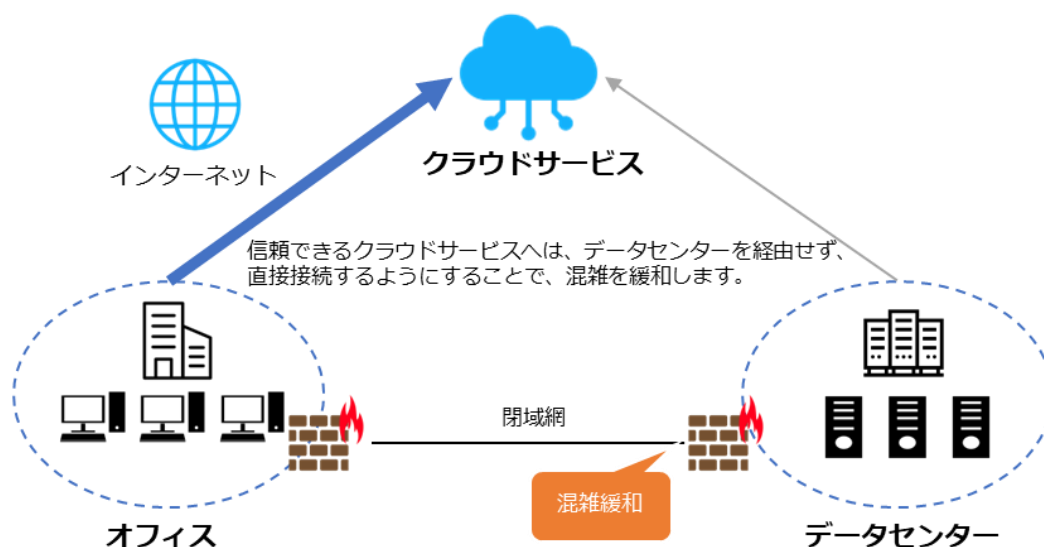 クラウドサービス
インターネット
信頼できるクラウドサービスへは、データセンターを経由せず、
直接接続するようにすることで、混雑を緩和します。
閉域網
混雑緩和
オフィス
データセンター